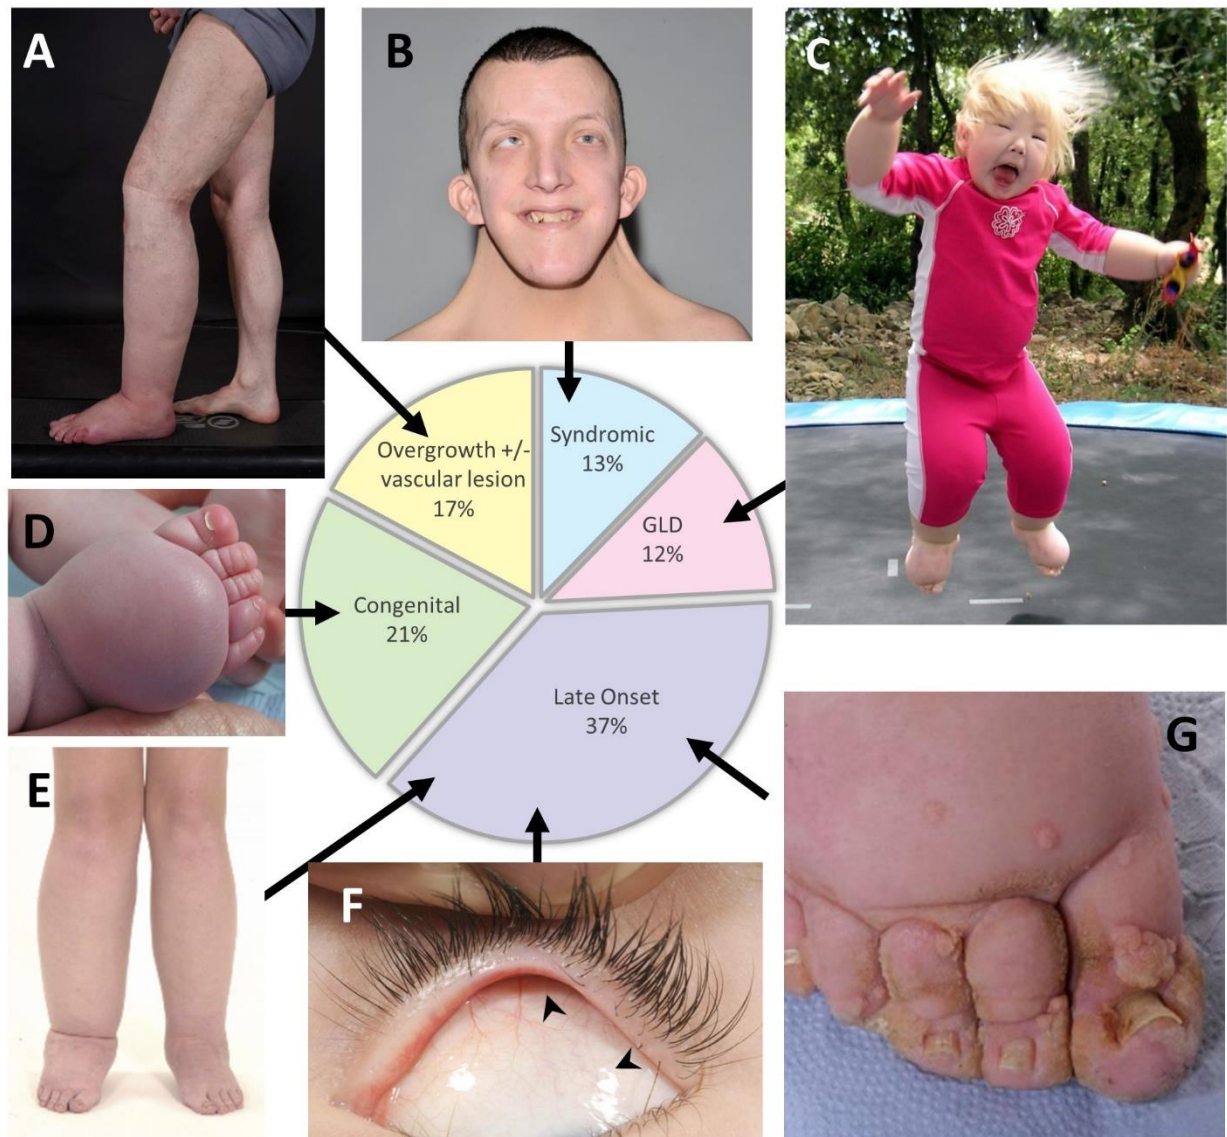 A
B
C
Overgrowth +/-
vascular lesion
17%
Syndromic
13%
GLD
12%
D
Congenital
21%
Late Onset
37%
E
F
G